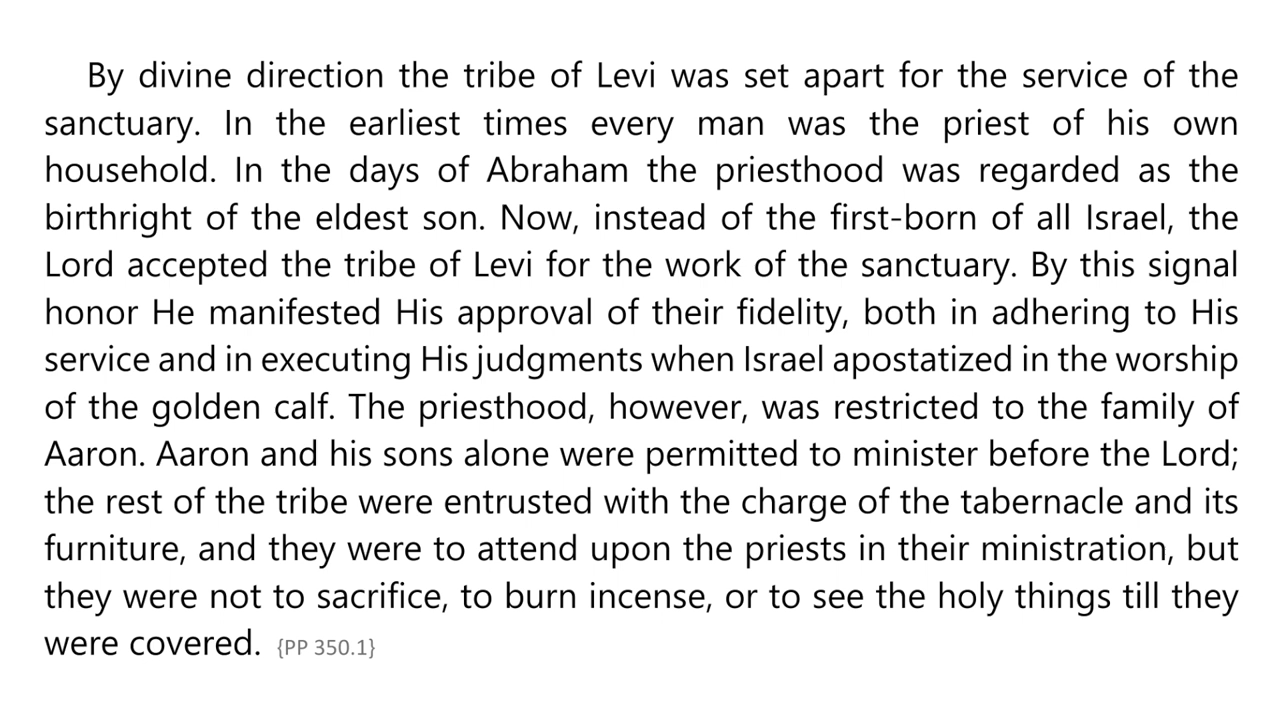 By divine direction the tribe of Levi was set apart for the service of the
sanctuary. In the earliest times every man was the priest of his own
household. In the days of Abraham the priesthood was regarded as the
birthright of the eldest son. Now, instead of the first-born of all Israel, the
Lord accepted the tribe of Levi for the work of the sanctuary. By this signal
honor He manifested His approval of their fidelity, both in adhering to His
service and in executing His judgments when Israel apostatized in the worship
of the golden calf. The priesthood, however, was restricted to the family of
Aaron. Aaron and his sons alone were permitted to minister before the Lord;
the rest of the tribe were entrusted with the charge of the tabernacle and its
furniture, and they were to attend upon the priests in their ministration, but
they were not to sacrifice, to burn incense, or to see the holy things till they
were covered. {PP 350.1}